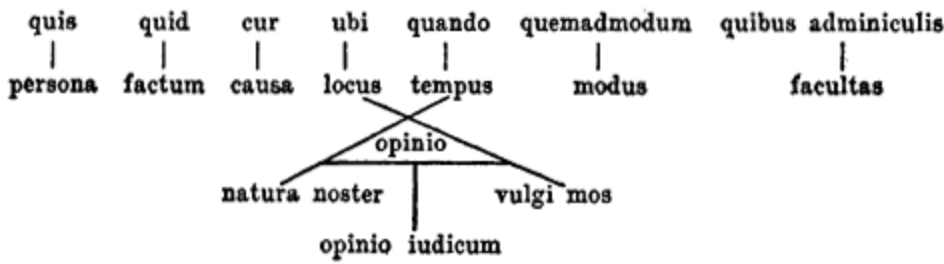 quis quid cur ubi quando quemadmodum quibus adminiculis
persona factum causa locus tempus modus facultas
opinio
natura noster vulgi mos
opinio iudicum